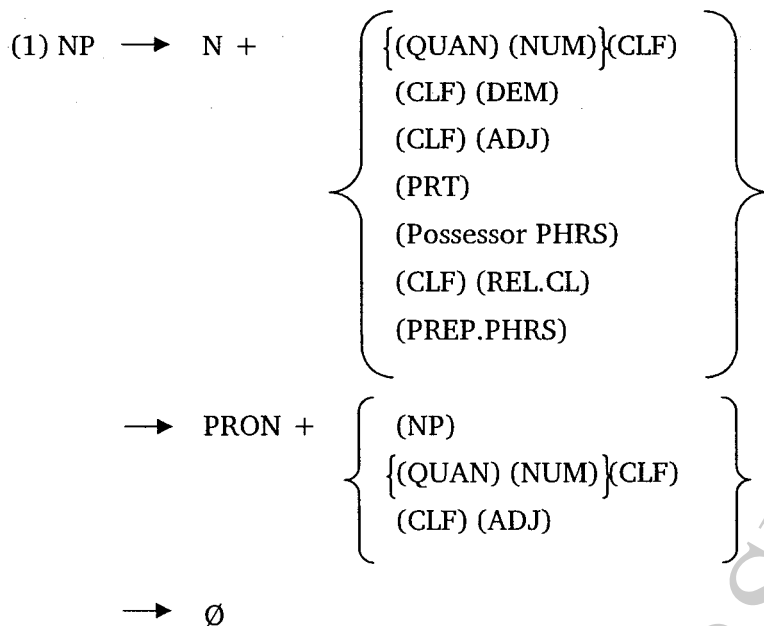 (1) NP ⟶ N + {(QUAN) (NUM)}(CLF)
(CLF) (DEM)
(CLF) (ADJ)
(PRT)
(Possessor PHRS)
(CLF) (REL.CL)
(PREP.PHRS)
⟶ PRON + (NP)
{(QUAN) (NUM)}(CLF)
(CLF) (ADJ)
⟶ Ø